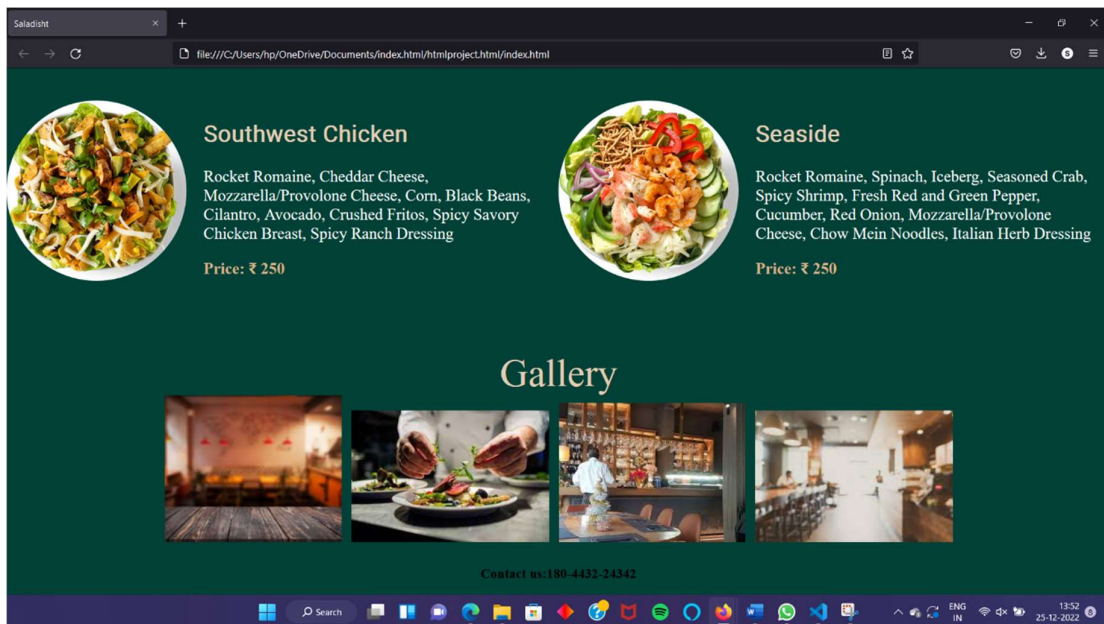 Saladisht
file:///C:/Users/hp/OneDrive/Documents/index.html/htmlproject.html/index.html
S
Southwest Chicken
Rocket Romaine, Cheddar Cheese,
Mozzarella/Provolone Cheese, Corn, Black Beans,
Cilantro, Avocado, Crushed Fritos, Spicy Savory
Chicken Breast, Spicy Ranch Dressing
Price: ₹ 250
Seaside
Rocket Romaine, Spinach, Iceberg, Seasoned Crab,
Spicy Shrimp, Fresh Red and Green Pepper,
Cucumber, Red Onion, Mozzarella/Provolone
Cheese, Chow Mein Noodles, Italian Herb Dressing
Price: ₹ 250
Gallery
Contact us:180-4432-24342
Search
ENG
IN
13:52
25-12-2022
8